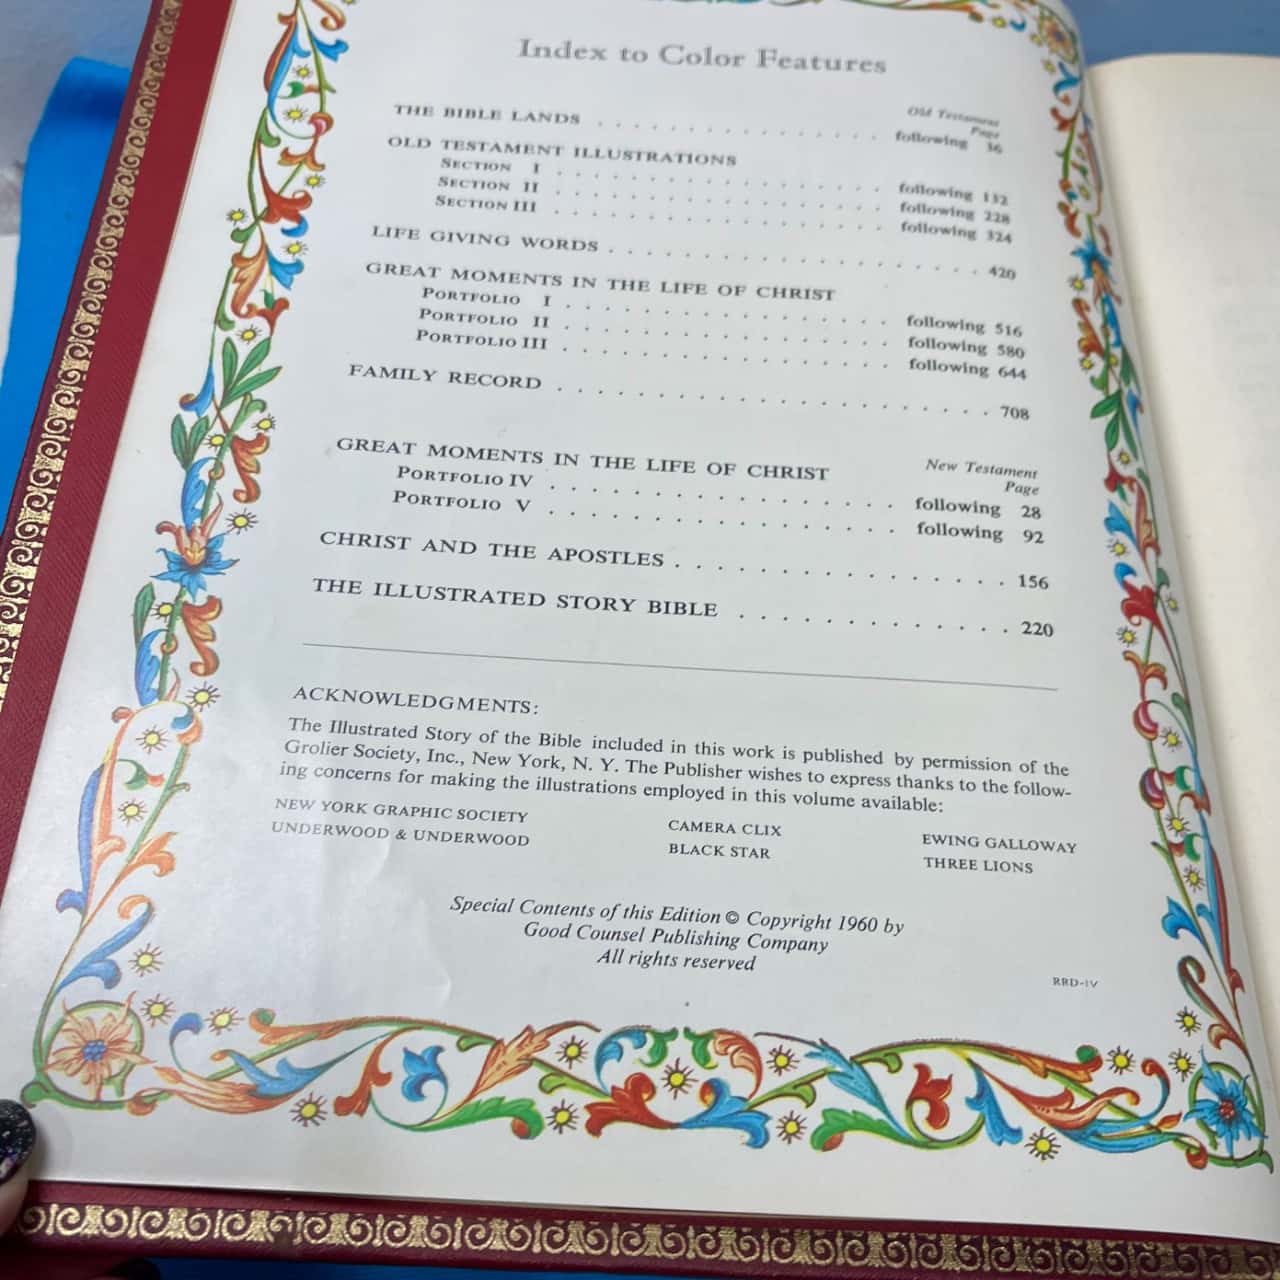 Index to Color Features
Old Testament
Page
THE BIBLE LANDS . . . . . . . . . . . . . . . following 36
OLD TESTAMENT ILLUSTRATIONS
SECTION I . . . . . . . . . . . . . . . . . following 132
SECTION II . . . . . . . . . . . . . . . . . following 228
SECTION III . . . . . . . . . . . . . . . . . following 324
LIFE GIVING WORDS . . . . . . . . . . . . . . . . . . . . 420
GREAT MOMENTS IN THE LIFE OF CHRIST
PORTFOLIO I . . . . . . . . . . . . . . . . following 516
PORTFOLIO II . . . . . . . . . . . . . . . . following 580
PORTFOLIO III . . . . . . . . . . . . . . . . following 644
FAMILY RECORD . . . . . . . . . . . . . . . . . . . . . 708
New Testament
Page
GREAT MOMENTS IN THE LIFE OF CHRIST
PORTFOLIO IV . . . . . . . . . . . . . . following 28
PORTFOLIO V . . . . . . . . . . . . . . following 92
CHRIST AND THE APOSTLES . . . . . . . . . . . . . . 156
THE ILLUSTRATED STORY BIBLE . . . . . . . . . . . 220
ACKNOWLEDGMENTS:
The Illustrated Story of the Bible included in this work is published by permission of the
Grolier Society, Inc., New York, N. Y. The Publisher wishes to express thanks to the follow-
ing concerns for making the illustrations employed in this volume available:
NEW YORK GRAPHIC SOCIETY CAMERA CLIX EWING GALLOWAY
UNDERWOOD & UNDERWOOD BLACK STAR THREE LIONS
Special Contents of this Edition © Copyright 1960 by
Good Counsel Publishing Company
All rights reserved
RRD-IV